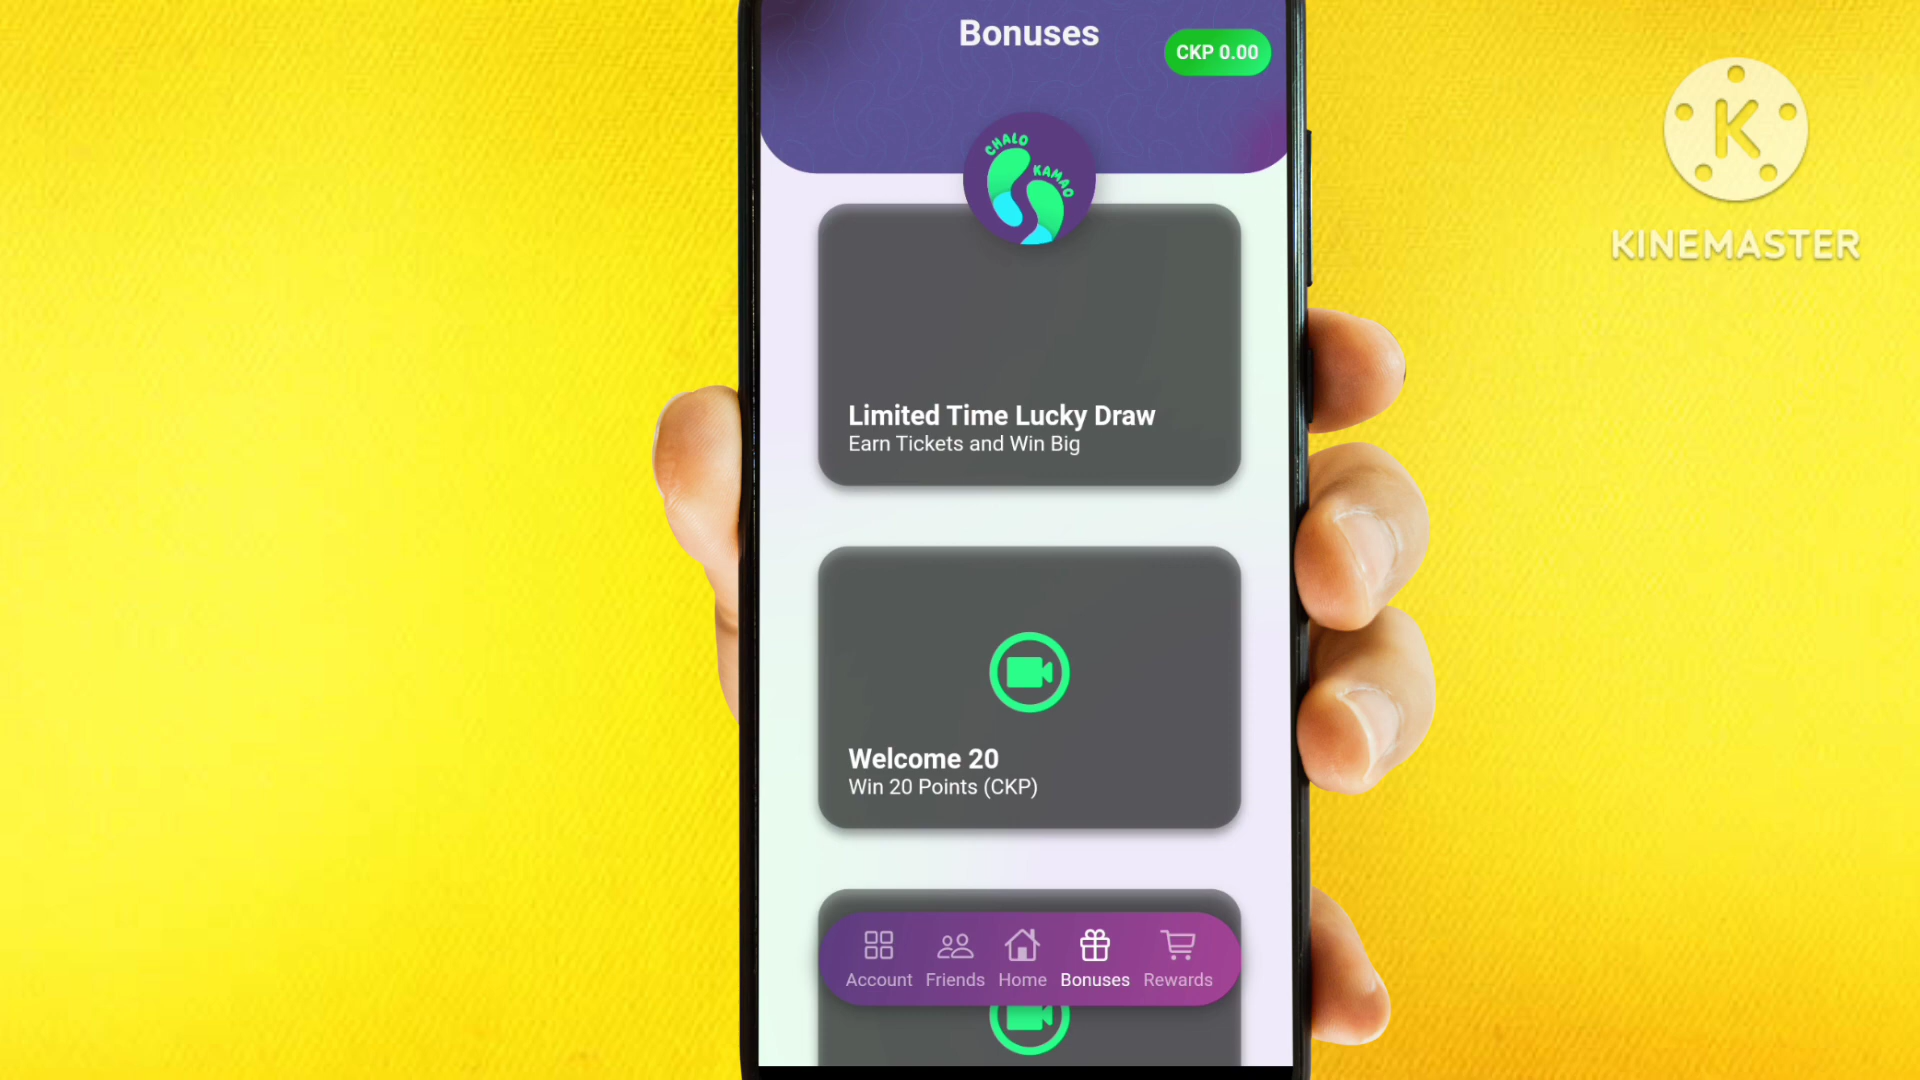 Bonuses
CKP 0.00
CHALO
KAMAO
Limited Time Lucky Draw
Earn Tickets and Win Big
Welcome 20
Win 20 Points (CKP)
Account Friends Home Bonuses Rewards
K
KINEMASTER